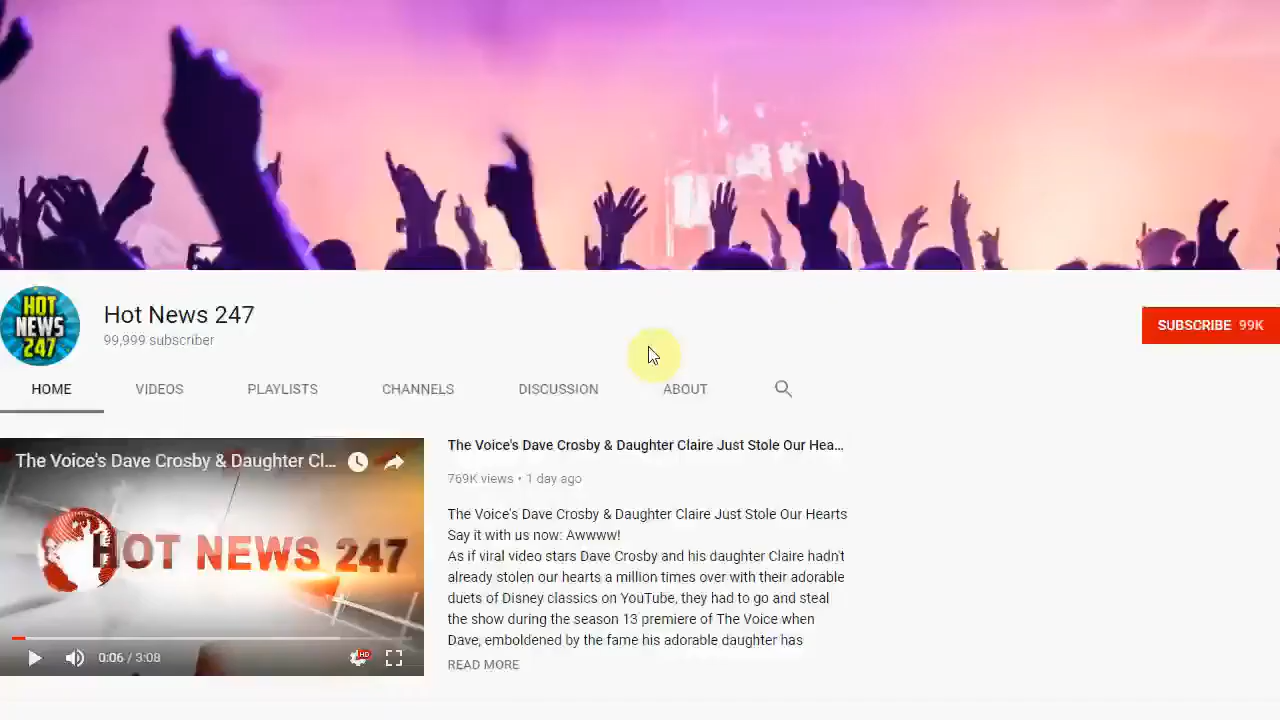 HOT
NEWS
247
Hot News 247
99,999 subscriber
SUBSCRIBE 99K
HOME VIDEOS PLAYLISTS CHANNELS DISCUSSION ABOUT
The Voice's Dave Crosby & Daughter Cl...
HOT NEWS 247
0:06 / 3:08
HD
The Voice's Dave Crosby & Daughter Claire Just Stole Our Hea...
769K views • 1 day ago
The Voice's Dave Crosby & Daughter Claire Just Stole Our Hearts
Say it with us now: Awwww!
As if viral video stars Dave Crosby and his daughter Claire hadn't
already stolen our hearts a million times over with their adorable
duets of Disney classics on YouTube, they had to go and steal
the show during the season 13 premiere of The Voice when
Dave, emboldened by the fame his adorable daughter has
READ MORE